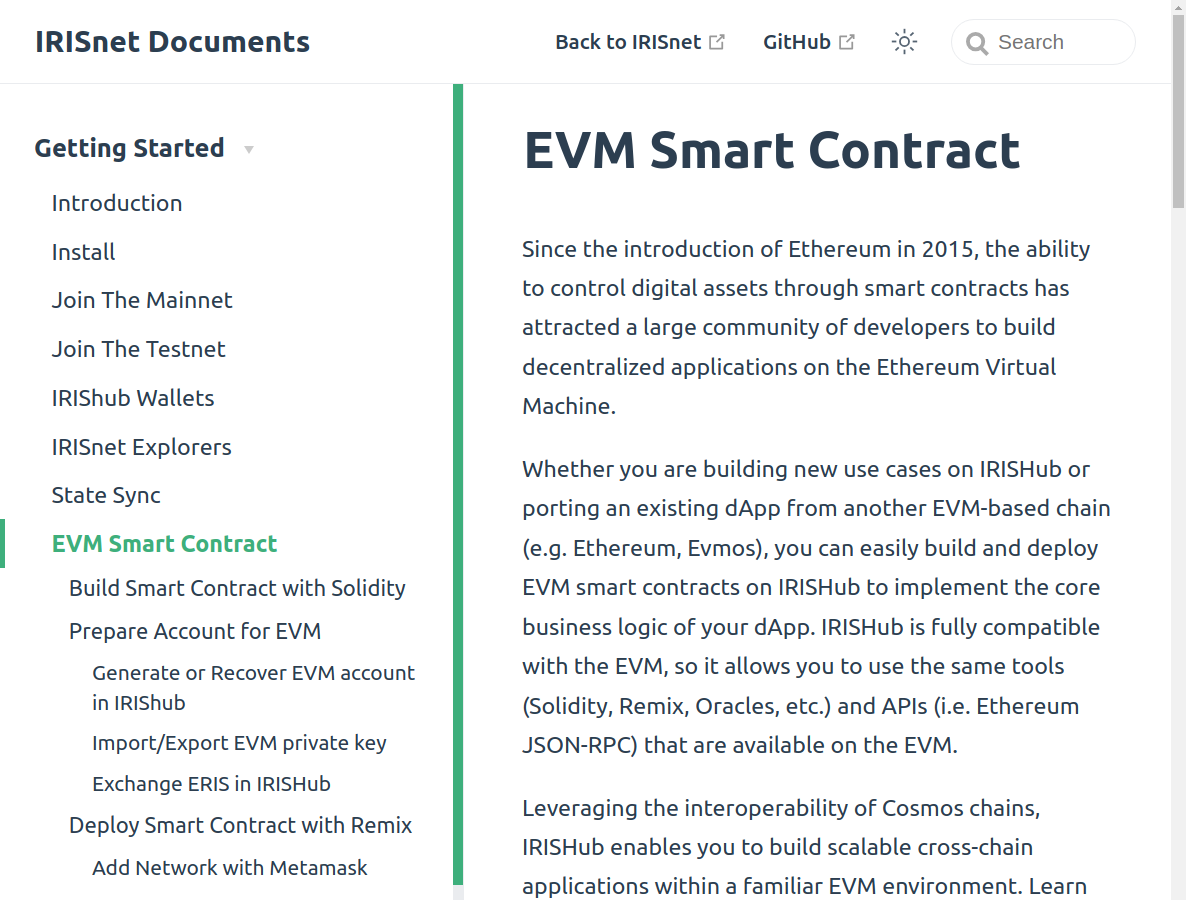 IRISnet Documents
Back to IRISnet
GitHub
Search
Getting Started
Introduction
Install
Join The Mainnet
Join The Testnet
IRIShub Wallets
IRISnet Explorers
State Sync
EVM Smart Contract
Build Smart Contract with Solidity
Prepare Account for EVM
Generate or Recover EVM account
in IRIShub
Import/Export EVM private key
Exchange ERIS in IRISHub
Deploy Smart Contract with Remix
Add Network with Metamask
EVM Smart Contract
Since the introduction of Ethereum in 2015, the ability
to control digital assets through smart contracts has
attracted a large community of developers to build
decentralized applications on the Ethereum Virtual
Machine.
Whether you are building new use cases on IRISHub or
porting an existing dApp from another EVM-based chain
(e.g. Ethereum, Evmos), you can easily build and deploy
EVM smart contracts on IRISHub to implement the core
business logic of your dApp. IRISHub is fully compatible
with the EVM, so it allows you to use the same tools
(Solidity, Remix, Oracles, etc.) and APIs (i.e. Ethereum
JSON-RPC) that are available on the EVM.
Leveraging the interoperability of Cosmos chains,
IRISHub enables you to build scalable cross-chain
applications within a familiar EVM environment. Learn